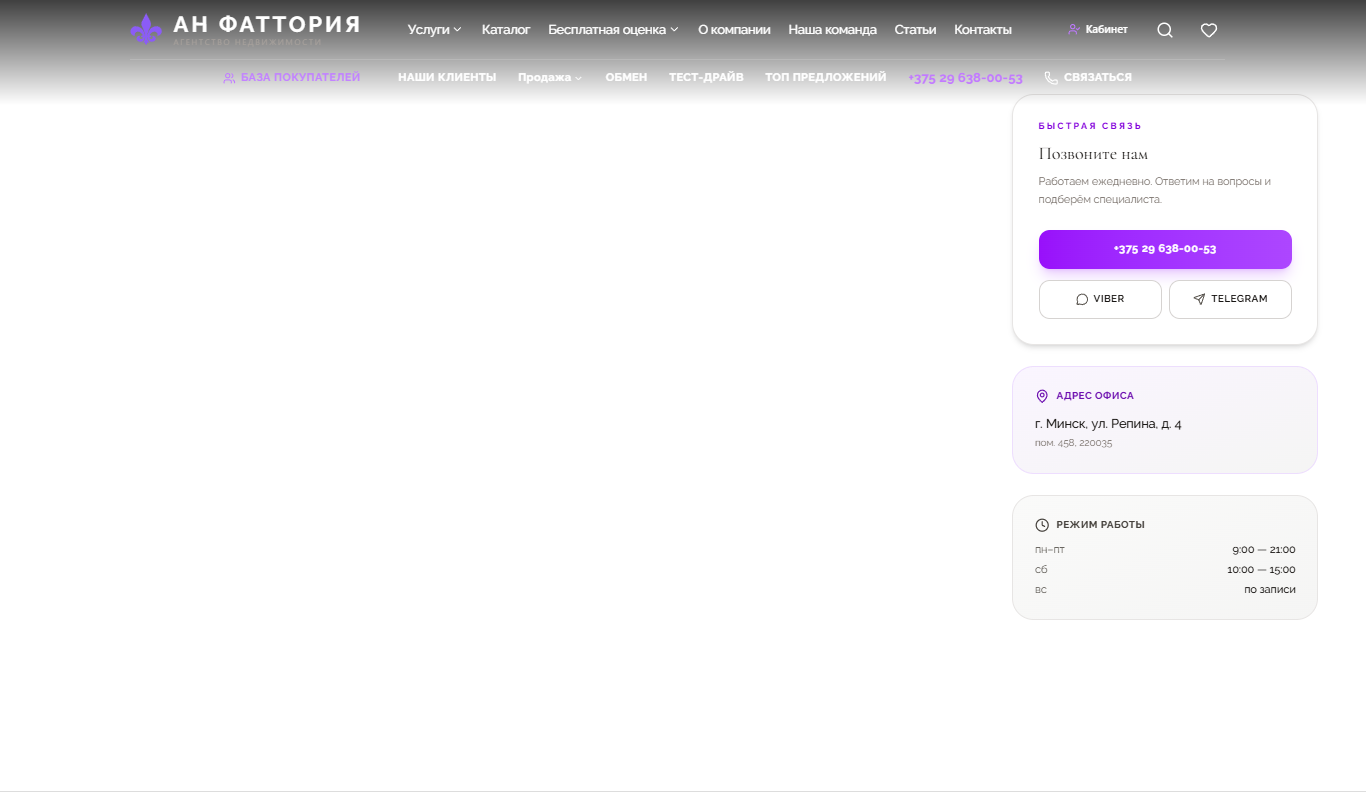 АН ФАТТОРИЯ
АГЕНТСТВО НЕДВИЖИМОСТИ
Услуги Каталог Бесплатная оценка О компании Наша команда Статьи Контакты Кабинет
БАЗА ПОКУПАТЕЛЕЙ НАШИ КЛИЕНТЫ Продажа ОБМЕН ТЕСТ-ДРАЙВ ТОП ПРЕДЛОЖЕНИЙ +375 29 638-00-53 СВЯЗАТЬСЯ
БЫСТРАЯ СВЯЗЬ
Позвоните нам
Работаем ежедневно. Ответим на вопросы и
подберём специалиста.
+375 29 638-00-53
VIBER TELEGRAM
АДРЕС ОФИСА
г. Минск, ул. Репина, д. 4
пом. 458, 220035
РЕЖИМ РАБОТЫ
пн–пт 9:00 — 21:00
сб 10:00 — 15:00
вс по записи